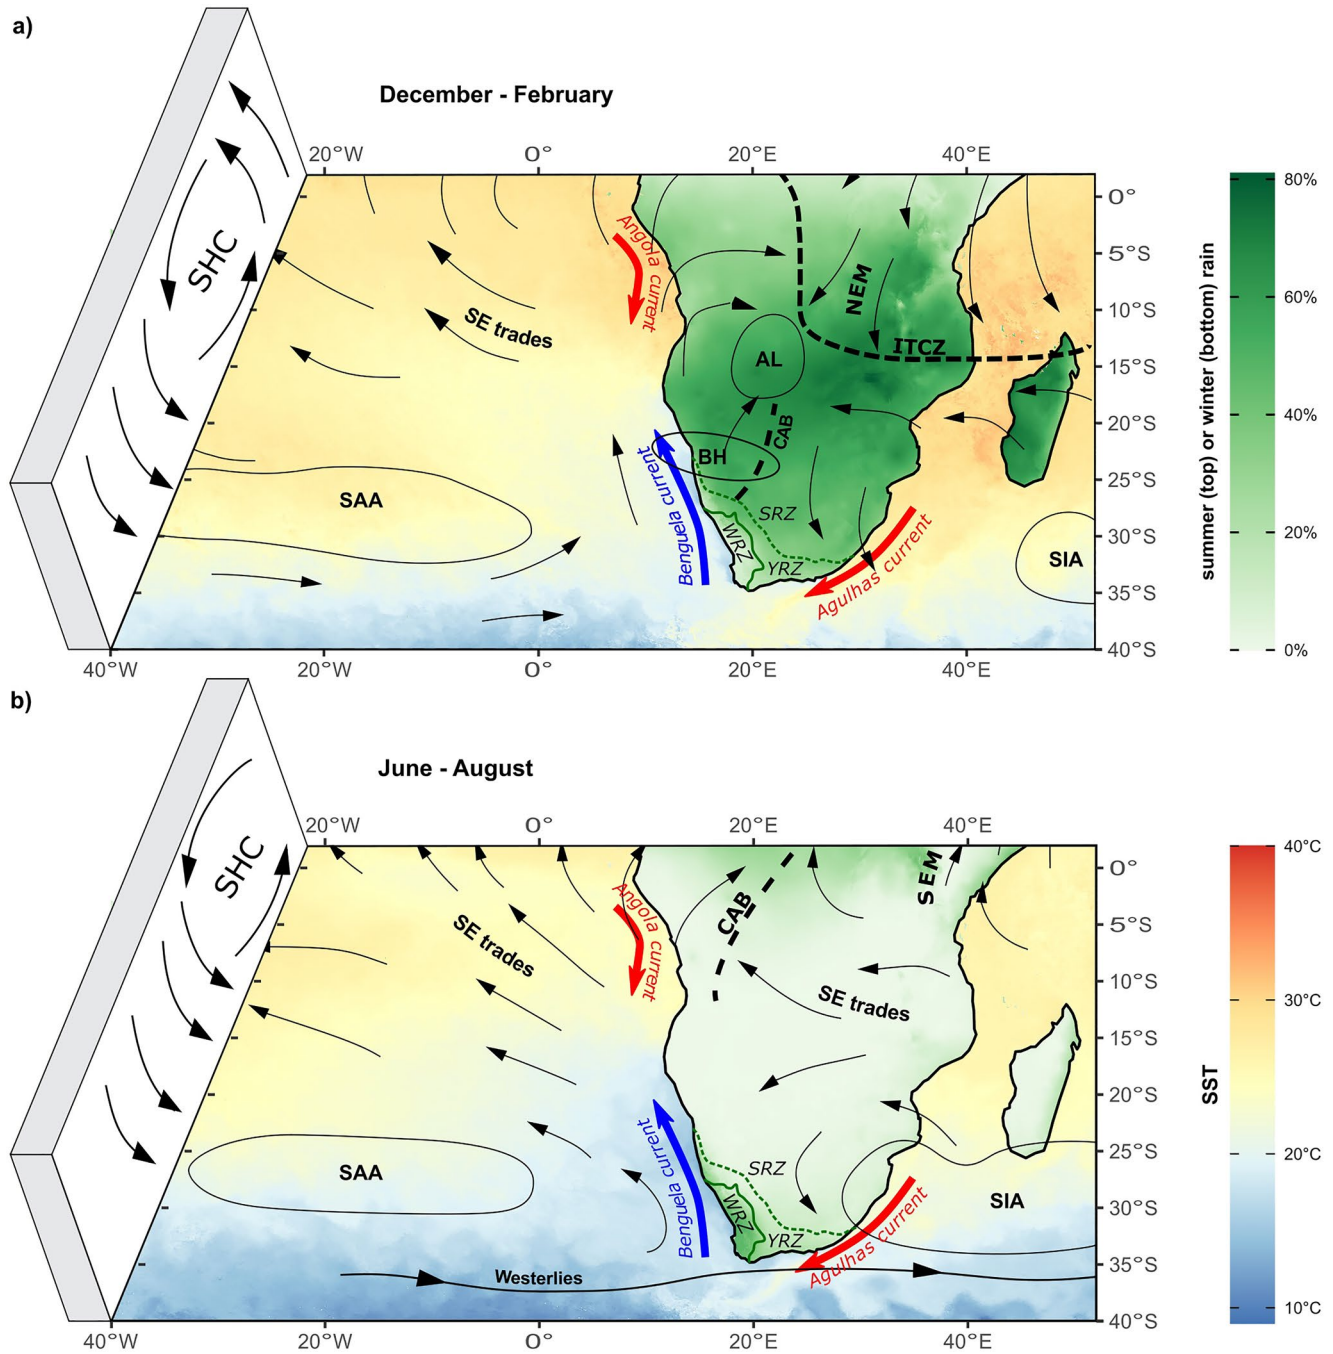 a)
December - February
20°W
0°
20°E
40°E
0°
5°S
10°S
15°S
20°S
25°S
30°S
35°S
40°S
SHC
SE trades
Angola current
NEM
ITCZ
AL
CAB
BH
Benguela current
SAA
SRZ
WRZ
YRZ
Agulhas current
SIA
40°W
20°W
0°
20°E
40°E
summer (top) or winter (bottom) rain
80%
60%
40%
20%
0%
b)
June - August
20°W
0°
20°E
40°E
0°
5°S
10°S
15°S
20°S
25°S
30°S
35°S
40°S
SHC
SE trades
Angola current
CAB
SEM
SE trades
Benguela current
SAA
SRZ
WRZ
YRZ
Agulhas current
SIA
Westerlies
40°W
20°W
0°
20°E
40°E
SST
40°C
30°C
20°C
10°C